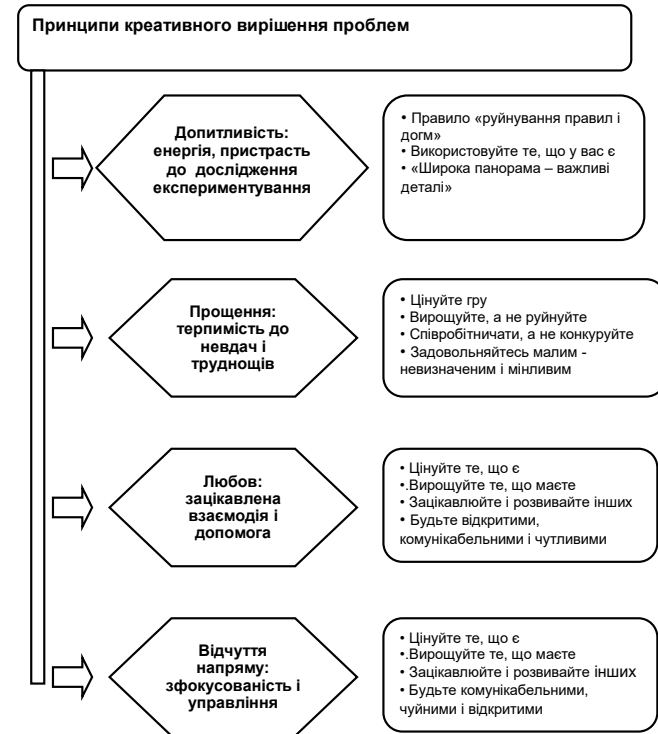 Принципи креативного вирішення проблем
Допитливість:
енергія, пристрасть
до дослідження
експериментування
• Правило «руйнування правил і
догм»
• Використовуйте те, що у вас є
• «Широка панорама – важливі
деталі»
Прощення:
терпимість до
невдач і
труднощів
• Цінуйте гру
• Вирощуйте, а не руйнуйте
• Співробітничати, а не конкуруйте
• Задовольняйтесь малим -
невизначеним і мінливим
Любов:
зацікавлена
взаємодія і
допомога
• Цінуйте те, що є
•.Вирощуйте те, що маєте
• Зацікавлюйте і розвивайте інших
• Будьте відкритими,
комунікабельними і чутливими
Відчуття
напряму:
зфокусованість і
управління
• Цінуйте те, що є
•.Вирощуйте те, що маєте
• Зацікавлюйте і розвивайте інших
• Будьте комунікабельними,
чуйними і відкритими